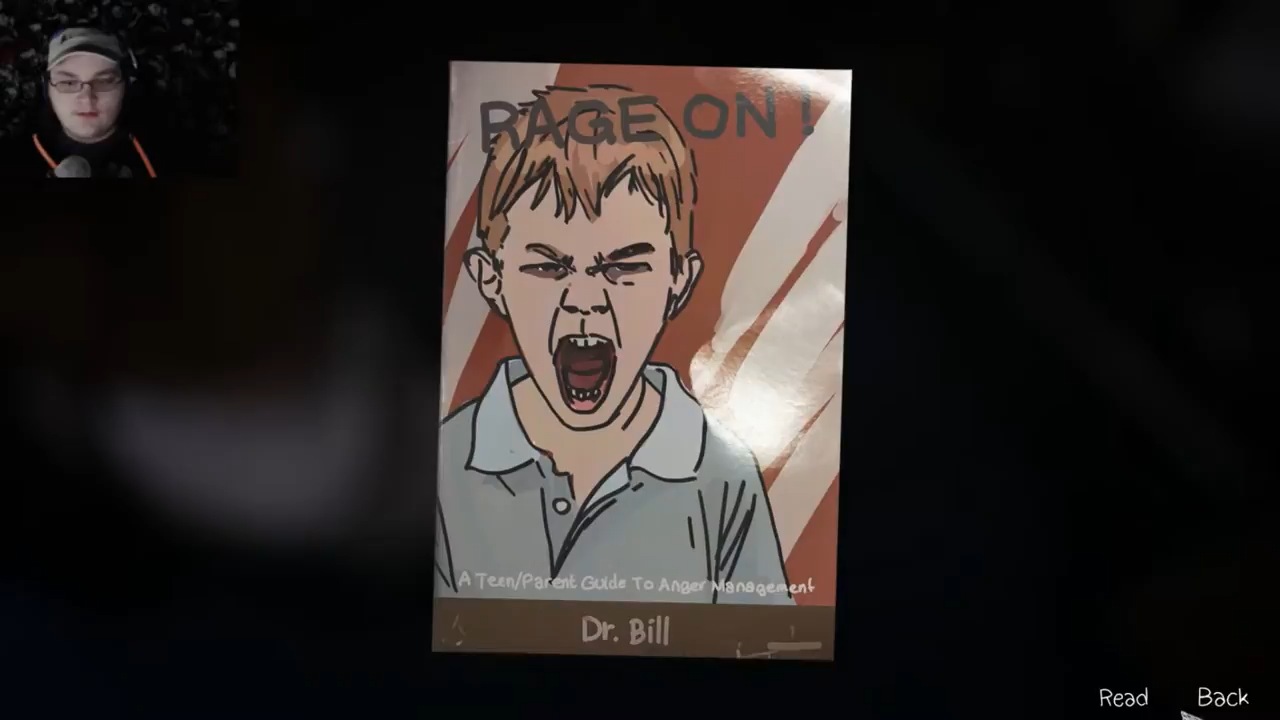 RAGE ON!
A Teen/Parent Guide To Anger Management
Dr. Bill
Read
Back